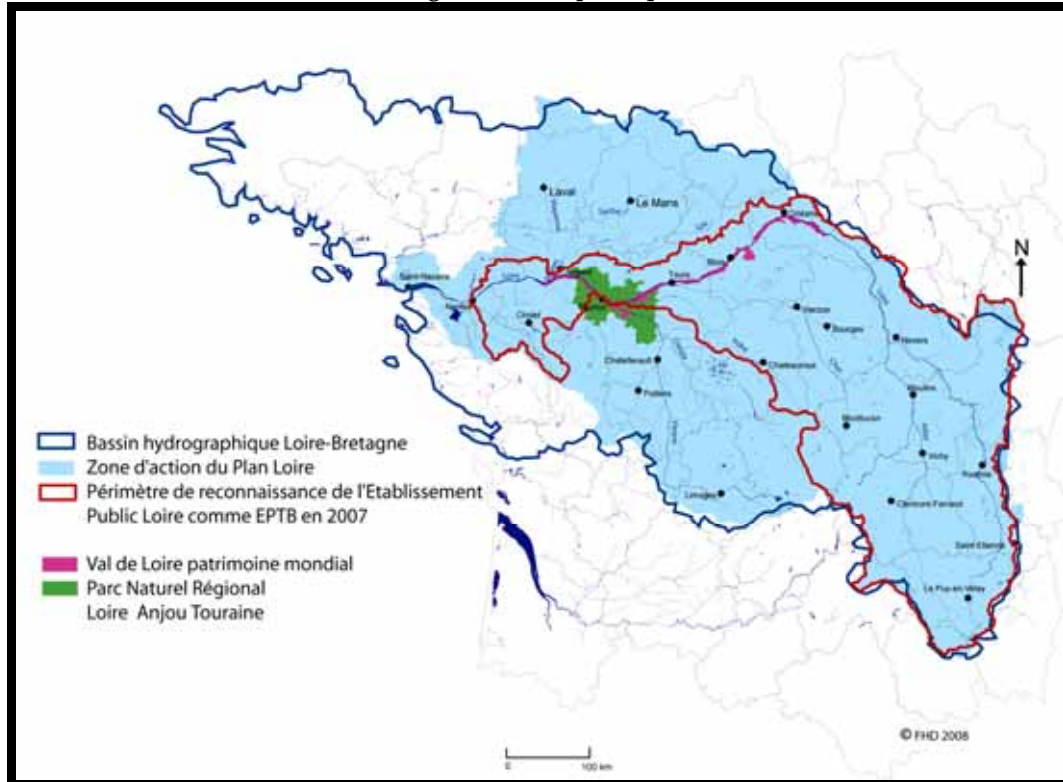 Laval
Le Mans
Orléans
N
Blois
Tours
Saint-Nazaire
Cholet
Vierzon
Bourges
Nevers
Chatellerault
Chateauroux
Poitiers
Moulins
Montlucon
Vichy
Roanne
Limoges
Clermont-Ferrand
Saint Etienne
Le Puy-en-Velay
Bassin hydrographique Loire-Bretagne
Zone d'action du Plan Loire
Périmètre de reconnaissance de l'Etablissement
Public Loire comme EPTB en 2007
Val de Loire patrimoine mondial
Parc Naturel Régional
Loire Anjou Touraine
© FHD 2008
0 100 km